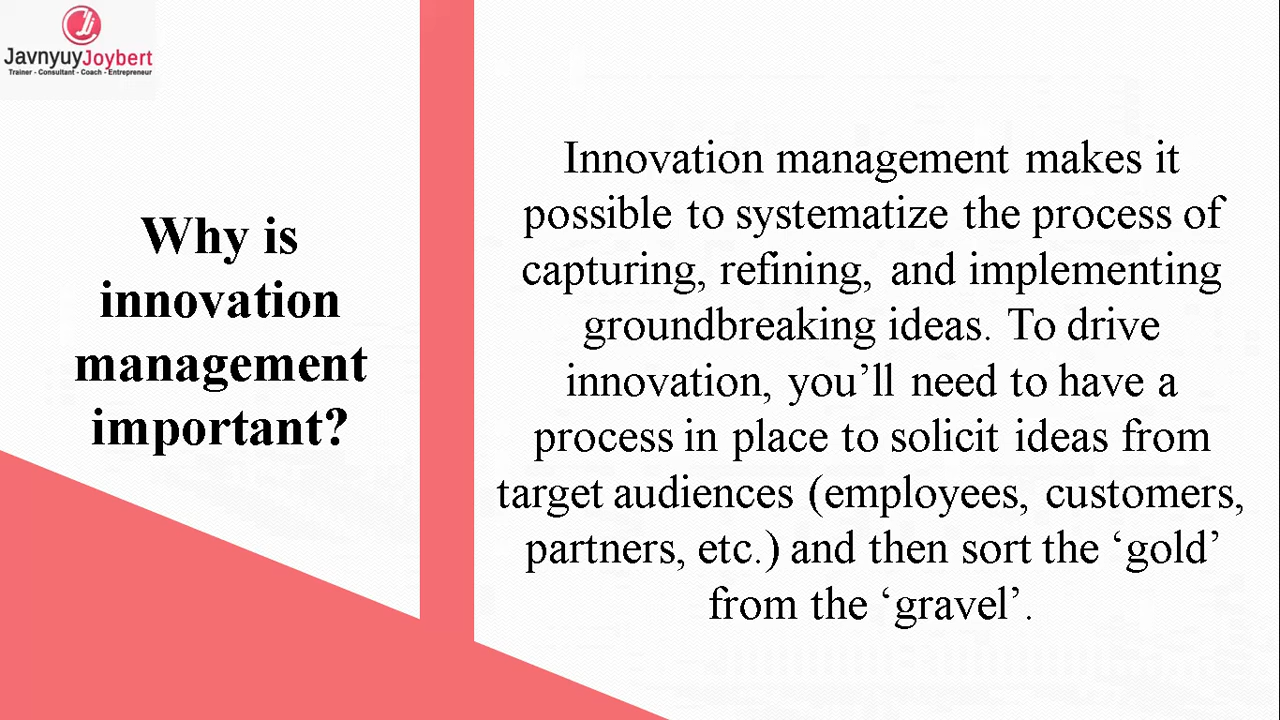 JavnyuyJoybert
Trainer - Consultant - Coach - Entrepreneur
Why is
innovation
management
important?
Innovation management makes it
possible to systematize the process of
capturing, refining, and implementing
groundbreaking ideas. To drive
innovation, you’ll need to have a
process in place to solicit ideas from
target audiences (employees, customers,
partners, etc.) and then sort the ‘gold’
from the ‘gravel’.